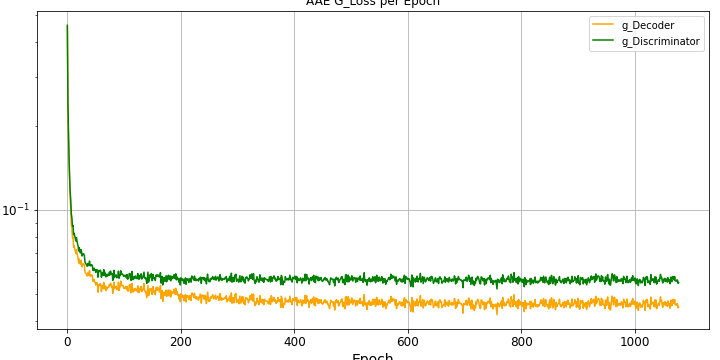 AAE G_Loss per Epoch
g_Decoder
g_Discriminator
10⁻¹
0 200 400 600 800 1000
Epoch